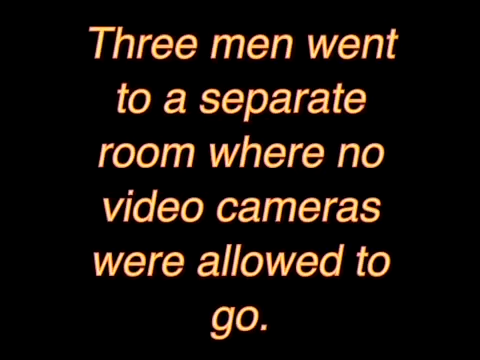 Three men went
to a separate
room where no
video cameras
were allowed to
go.